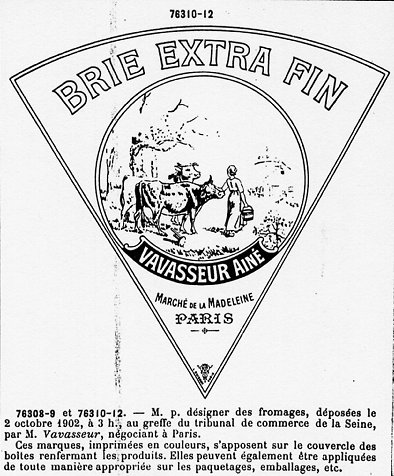 76310-12
BRIE EXTRA FIN
VAVASSEUR AINÉ
MARCHÉ DE LA MADELEINE
PARIS
76308-9 et 76310-12. — M. p. désigner des fromages, déposées le
2 octobre 1902, à 3 h., au greffe du tribunal de commerce de la Seine,
par M. Vavasseur, négociant à Paris.
Ces marques, imprimées en couleurs, s'apposent sur le couvercle des
boîtes renfermant les produits. Elles peuvent également être appliquées
de toute manière appropriée sur les paquetages, emballages, etc.